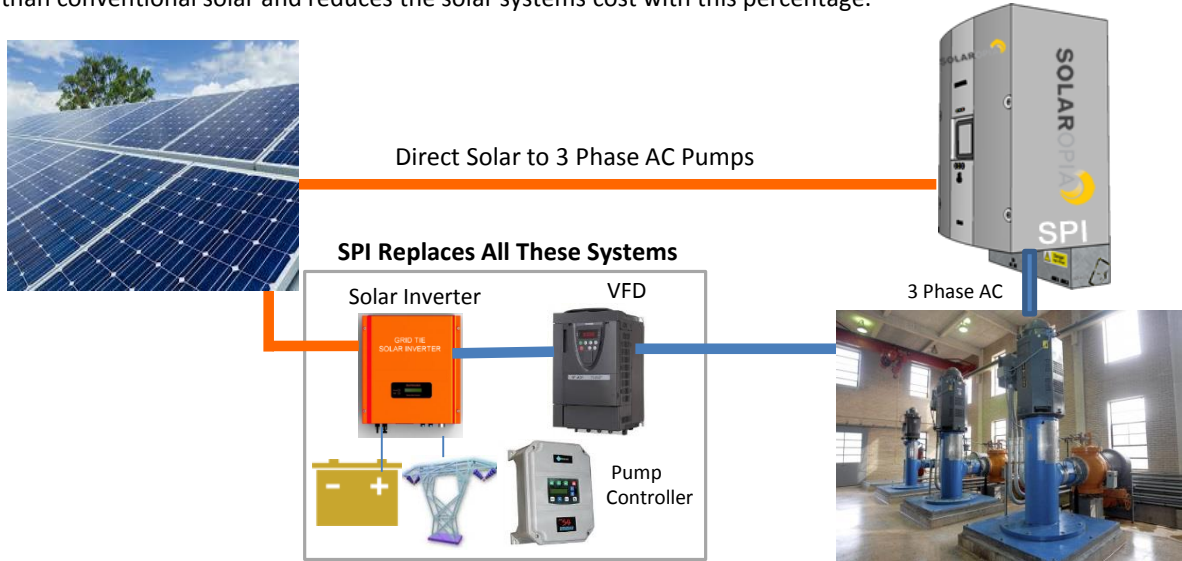 than conventional solar and reduces the solar systems cost with this percentage.
SOLAR
SOLAROPIA
Direct Solar to 3 Phase AC Pumps
SPI
SPI Replaces All These Systems
Solar Inverter
VFD
3 Phase AC
GRID TIE
SOLAR INVERTER
Pump
Controller